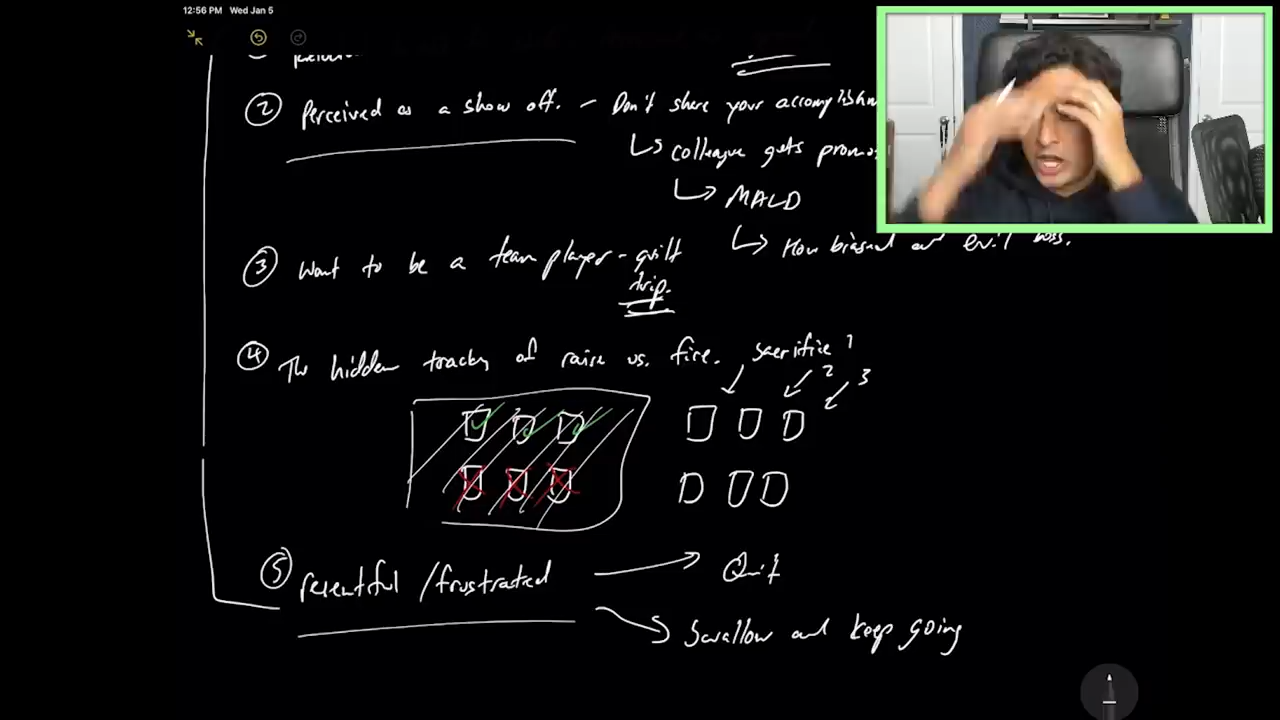 12:56 PM Wed Jan 5
② Perceived as a show off. - Don't share your accomplishm
↳ colleague gets promo
↳ MALD
↳ How biased and evil boss.
③ Want to be a team player - guilt
trip.
④ The hidden tracks of raise vs. fire. sacrifice 1
2
3
⑤ resentful / frustrated → Quit
→ Swallow and keep going